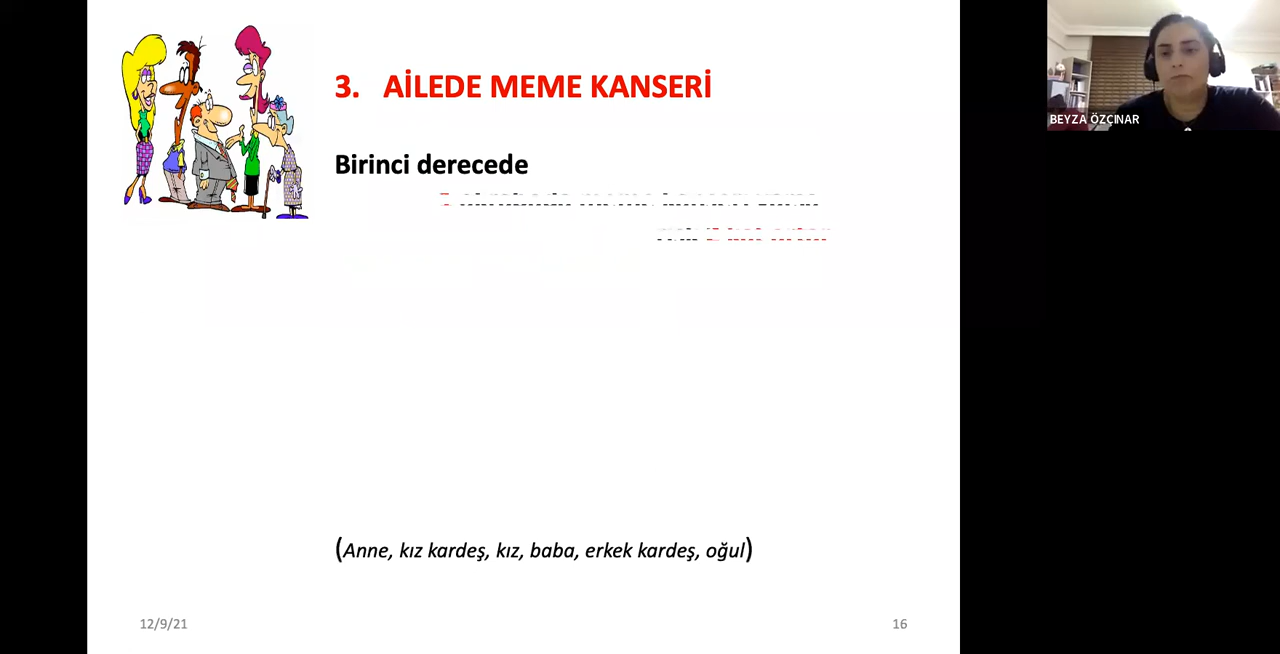 3. AİLEDE MEME KANSERİ
Birinci derecede
(Anne, kız kardeş, kız, baba, erkek kardeş, oğul)
12/9/21
16
BEYZA ÖZÇINAR